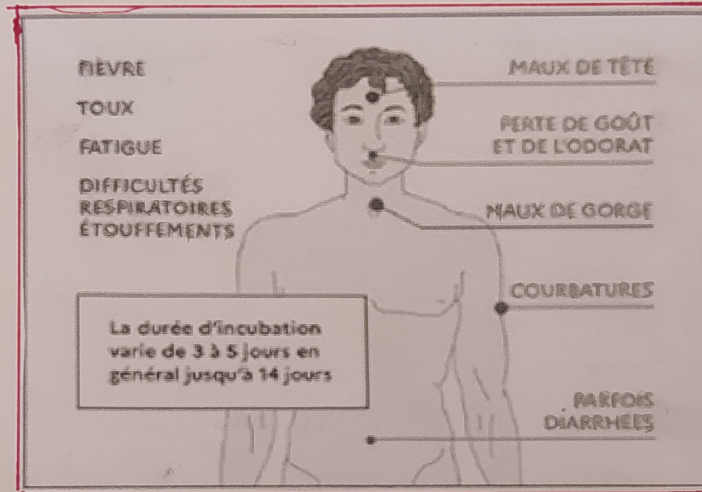 FIÈVRE
TOUX
FATIGUE
DIFFICULTÉS
RESPIRATOIRES
ÉTOUFFEMENTS
MAUX DE TÊTE
PERTE DE GOÛT
ET DE L'ODORAT
MAUX DE GORGE
COURBATURES
PARFOIS
DIARRHÉES
La durée d'incubation
varie de 3 à 5 jours en
général jusqu'à 14 jours